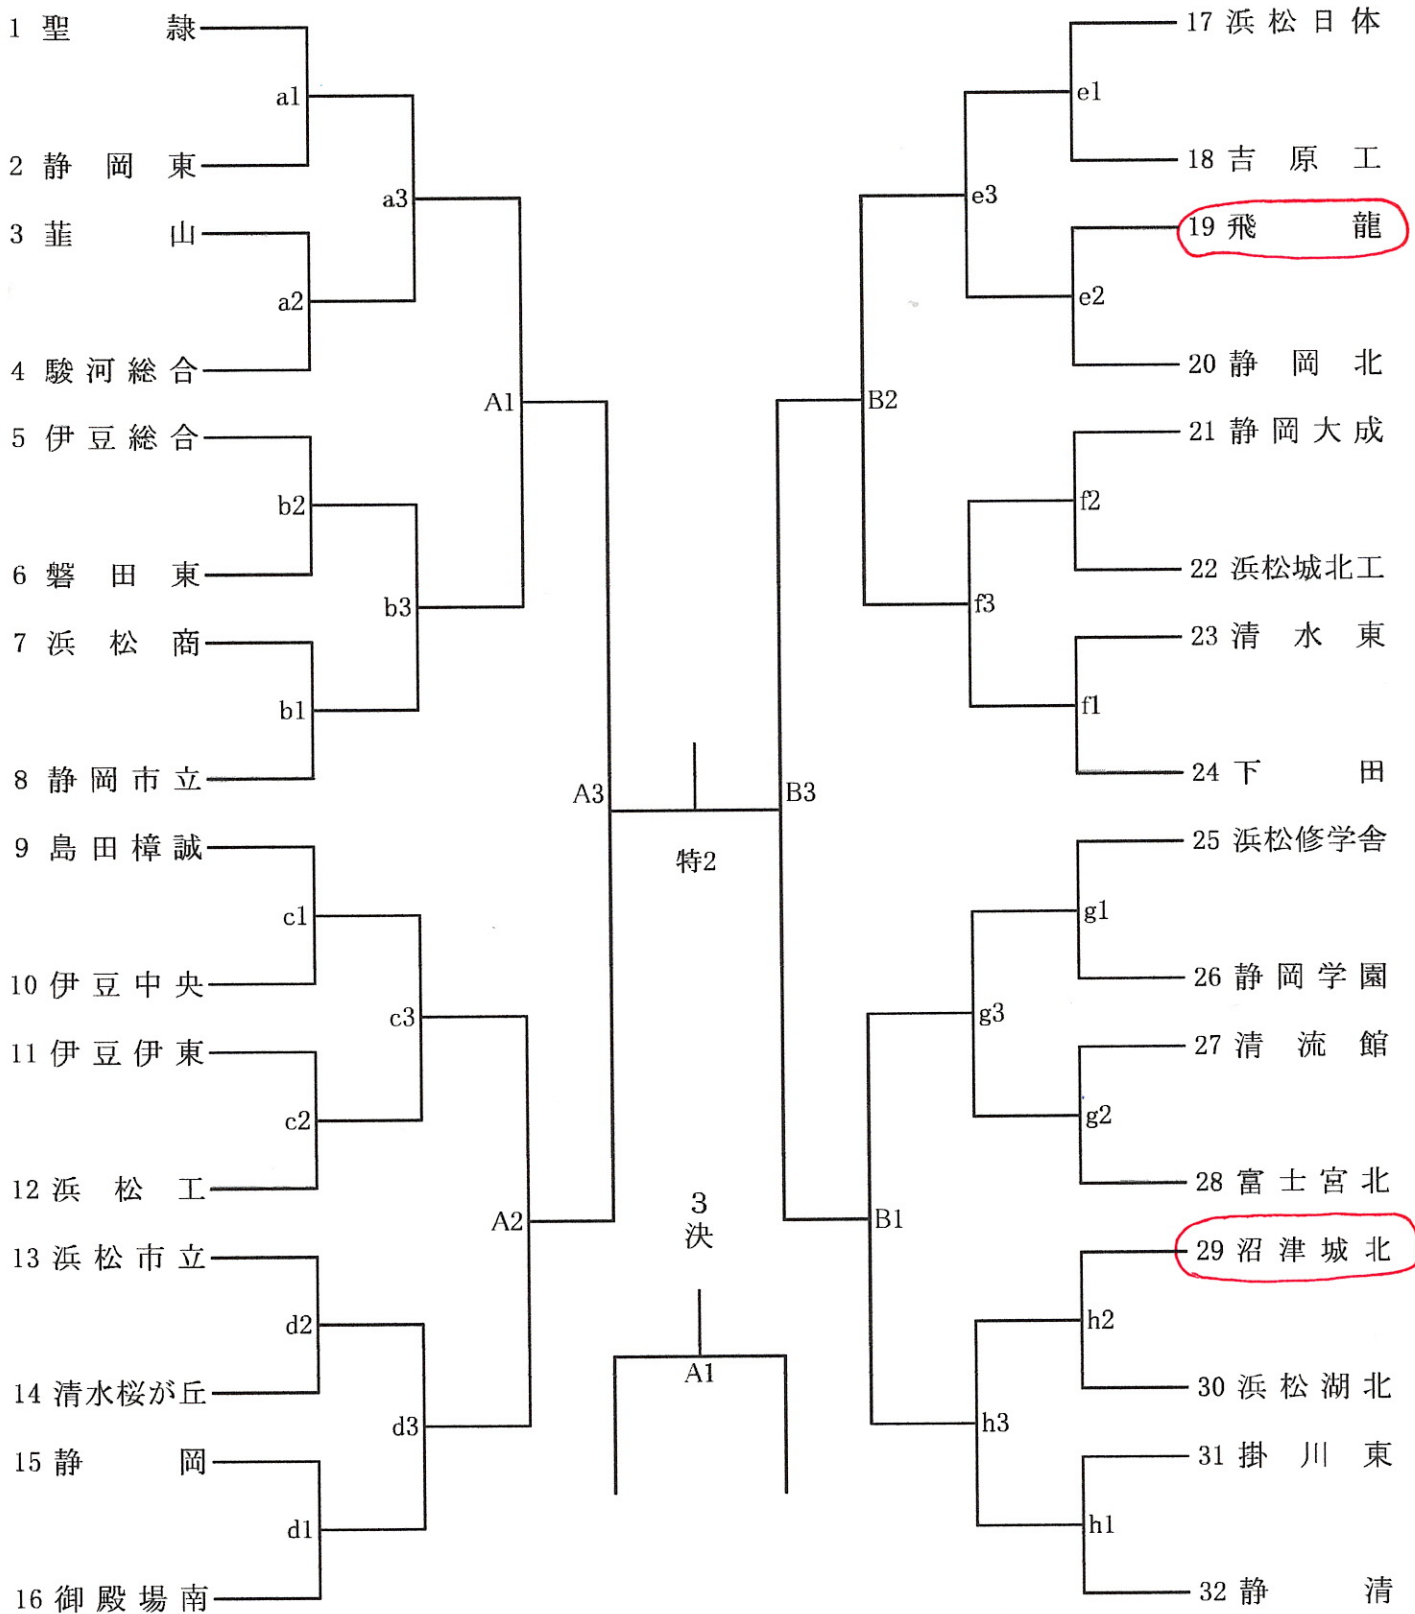 1 聖隷
a1
2 静岡東
a3
3 韮山
a2
4 駿河総合
A1
5 伊豆総合
b2
6 磐田東
b3
7 浜松商
b1
8 静岡市立
A3
9 島田樟誠
c1
10 伊豆中央
c3
11 伊豆伊東
c2
12 浜松工
A2
13 浜松市立
d2
14 清水桜が丘
d3
15 静岡
d1
16 御殿場南
特2
3
決
A1
17 浜松日体
e1
18 吉原工
e3
19 飛龍
e2
20 静岡北
B2
21 静岡大成
f2
22 浜松城北工
f3
23 清水東
f1
24 下田
B3
25 浜松修学舎
g1
26 静岡学園
g3
27 清流館
g2
28 富士宮北
B1
29 沼津城北
h2
30 浜松湖北
h3
31 掛川東
h1
32 静清